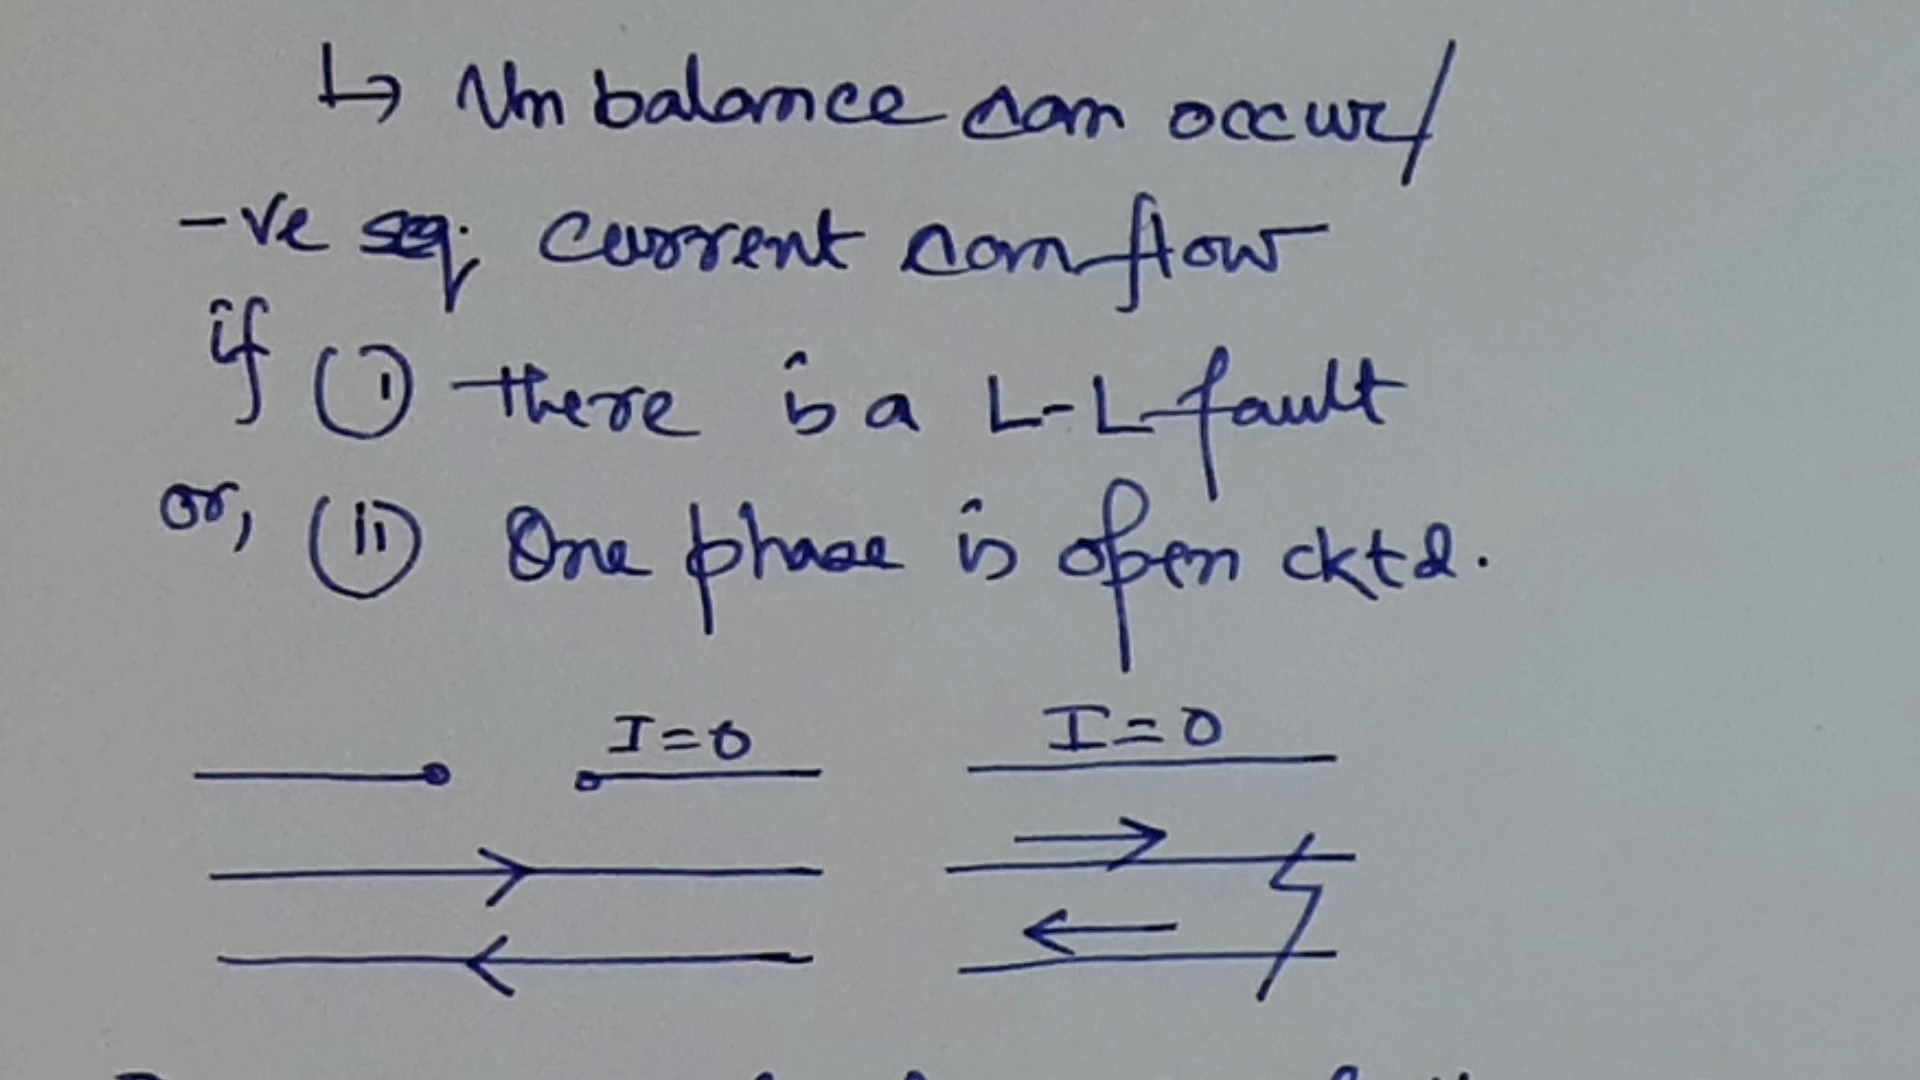 ↳ Unbalance can occur/
-ve seq. current can flow
if (i) there is a L-L fault
or, (ii) One phase is open cktd.
I=0 I=0